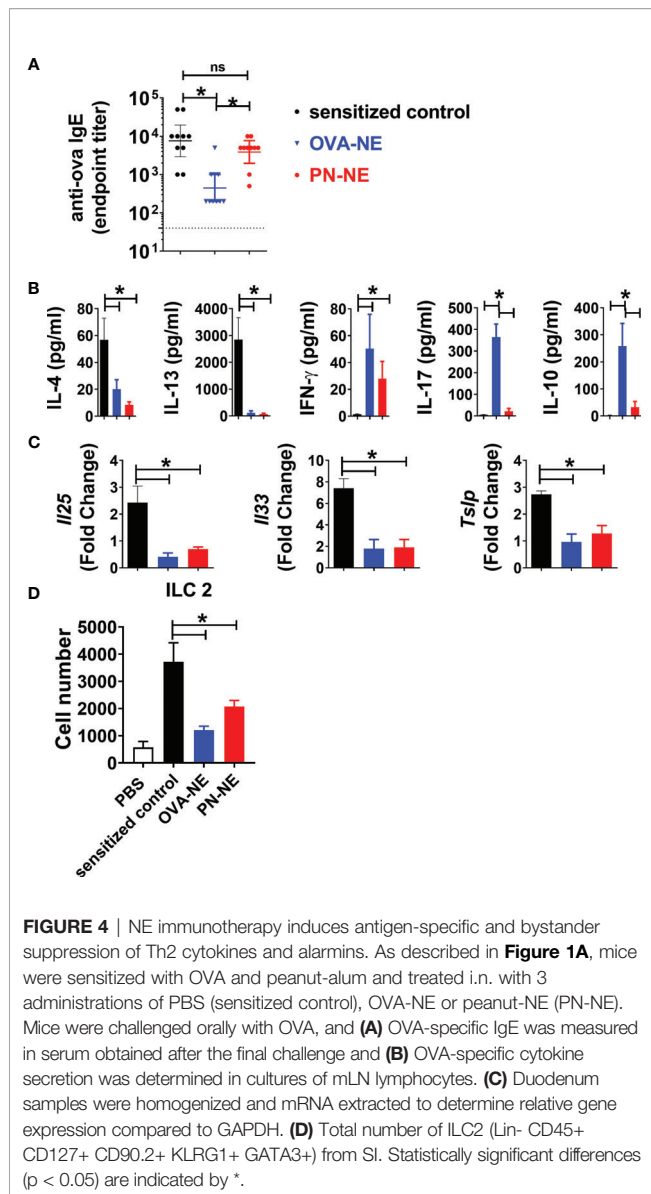 A
ns
*
*
10^5
10^4
10^3
10^2
10^1
anti-ova IgE
(endpoint titer)
sensitized control
OVA-NE
PN-NE
B
*
80
60
40
20
0
IL-4 (pg/ml)
*
4000
3000
2000
1000
0
IL-13 (pg/ml)
*
80
60
40
20
0
IFN-γ (pg/ml)
*
500
400
300
200
100
0
IL-17 (pg/ml)
*
400
300
200
100
0
IL-10 (pg/ml)
C
*
4
3
2
1
0
Il25
(Fold Change)
*
10
8
6
4
2
0
Il33
(Fold Change)
*
4
3
2
1
0
Tslp
(Fold Change)
D
ILC 2
*
5000
4000
3000
2000
1000
0
Cell number
PBS
sensitized control
OVA-NE
PN-NE
FIGURE 4 | NE immunotherapy induces antigen-specific and bystander
suppression of Th2 cytokines and alarmins. As described in Figure 1A, mice
were sensitized with OVA and peanut-alum and treated i.n. with 3
administrations of PBS (sensitized control), OVA-NE or peanut-NE (PN-NE).
Mice were challenged orally with OVA, and (A) OVA-specific IgE was measured
in serum obtained after the final challenge and (B) OVA-specific cytokine
secretion was determined in cultures of mLN lymphocytes. (C) Duodenum
samples were homogenized and mRNA extracted to determine relative gene
expression compared to GAPDH. (D) Total number of ILC2 (Lin- CD45+
CD127+ CD90.2+ KLRG1+ GATA3+) from SI. Statistically significant differences
(p < 0.05) are indicated by *.